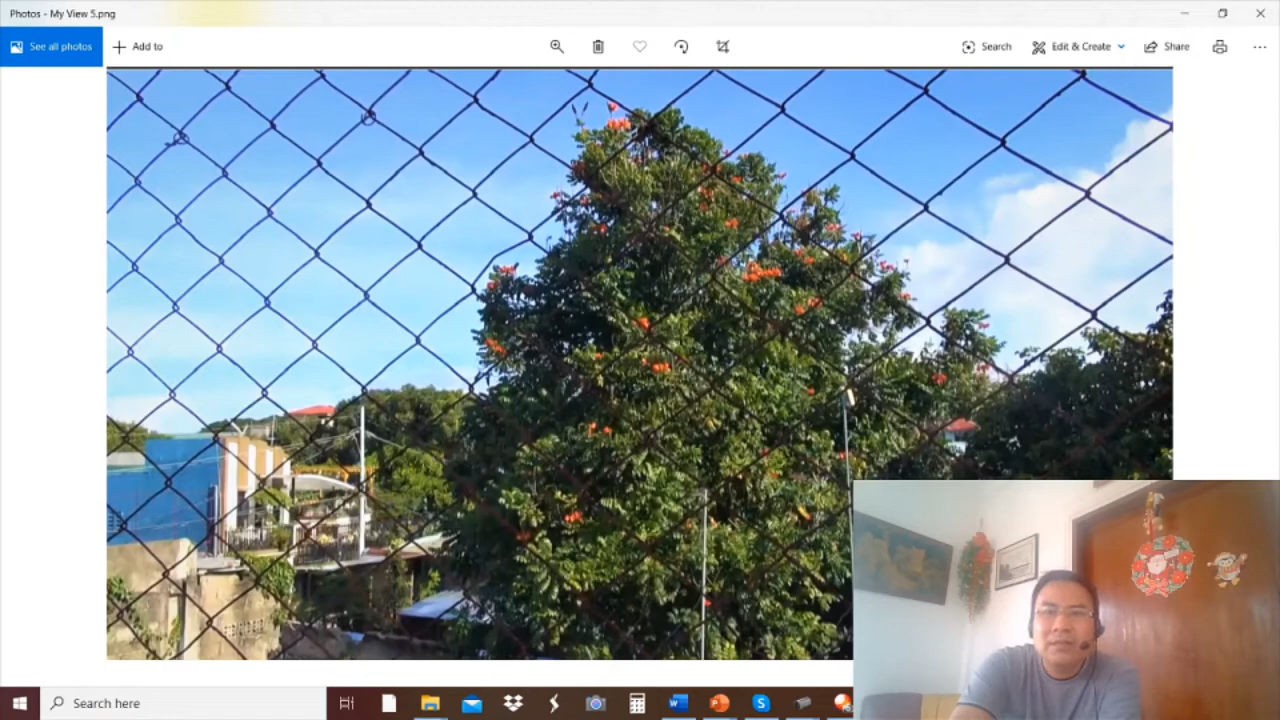 Photos - My View 5.png
See all photos
Add to
Search
Edit & Create
Share
Search here